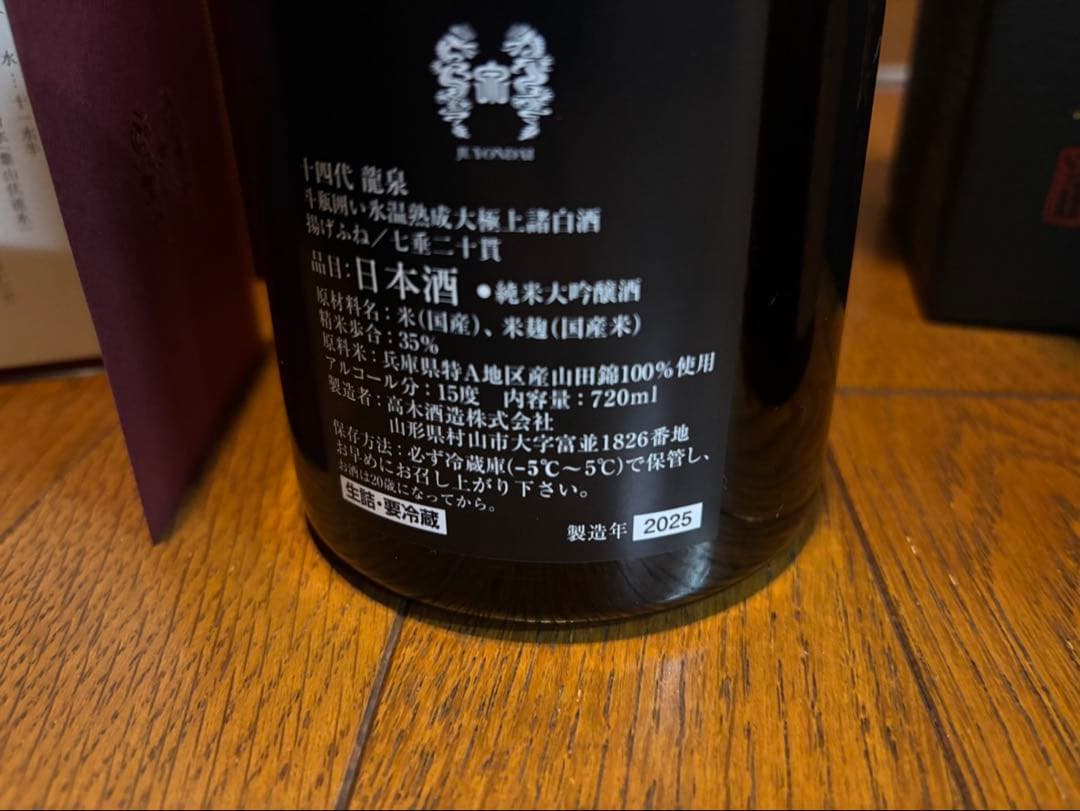 JUYONDAI
十四代 龍泉
斗瓶囲い氷温熟成大極上諸白酒
揚げふね/七垂二十貫
品目:日本酒 ●純米大吟醸酒
原材料名:米(国産)、米麹(国産米)
精米歩合:35%
原料米:兵庫県特A地区産山田錦100%使用
アルコール分:15度 内容量:720ml
製造者:高木酒造株式会社
山形県村山市大字富並1826番地
保存方法:必ず冷蔵庫(-5℃~5℃)で保管し、
お早めにお召し上がり下さい。
お酒は20歳になってから。
生詰・要冷蔵
製造年 2025